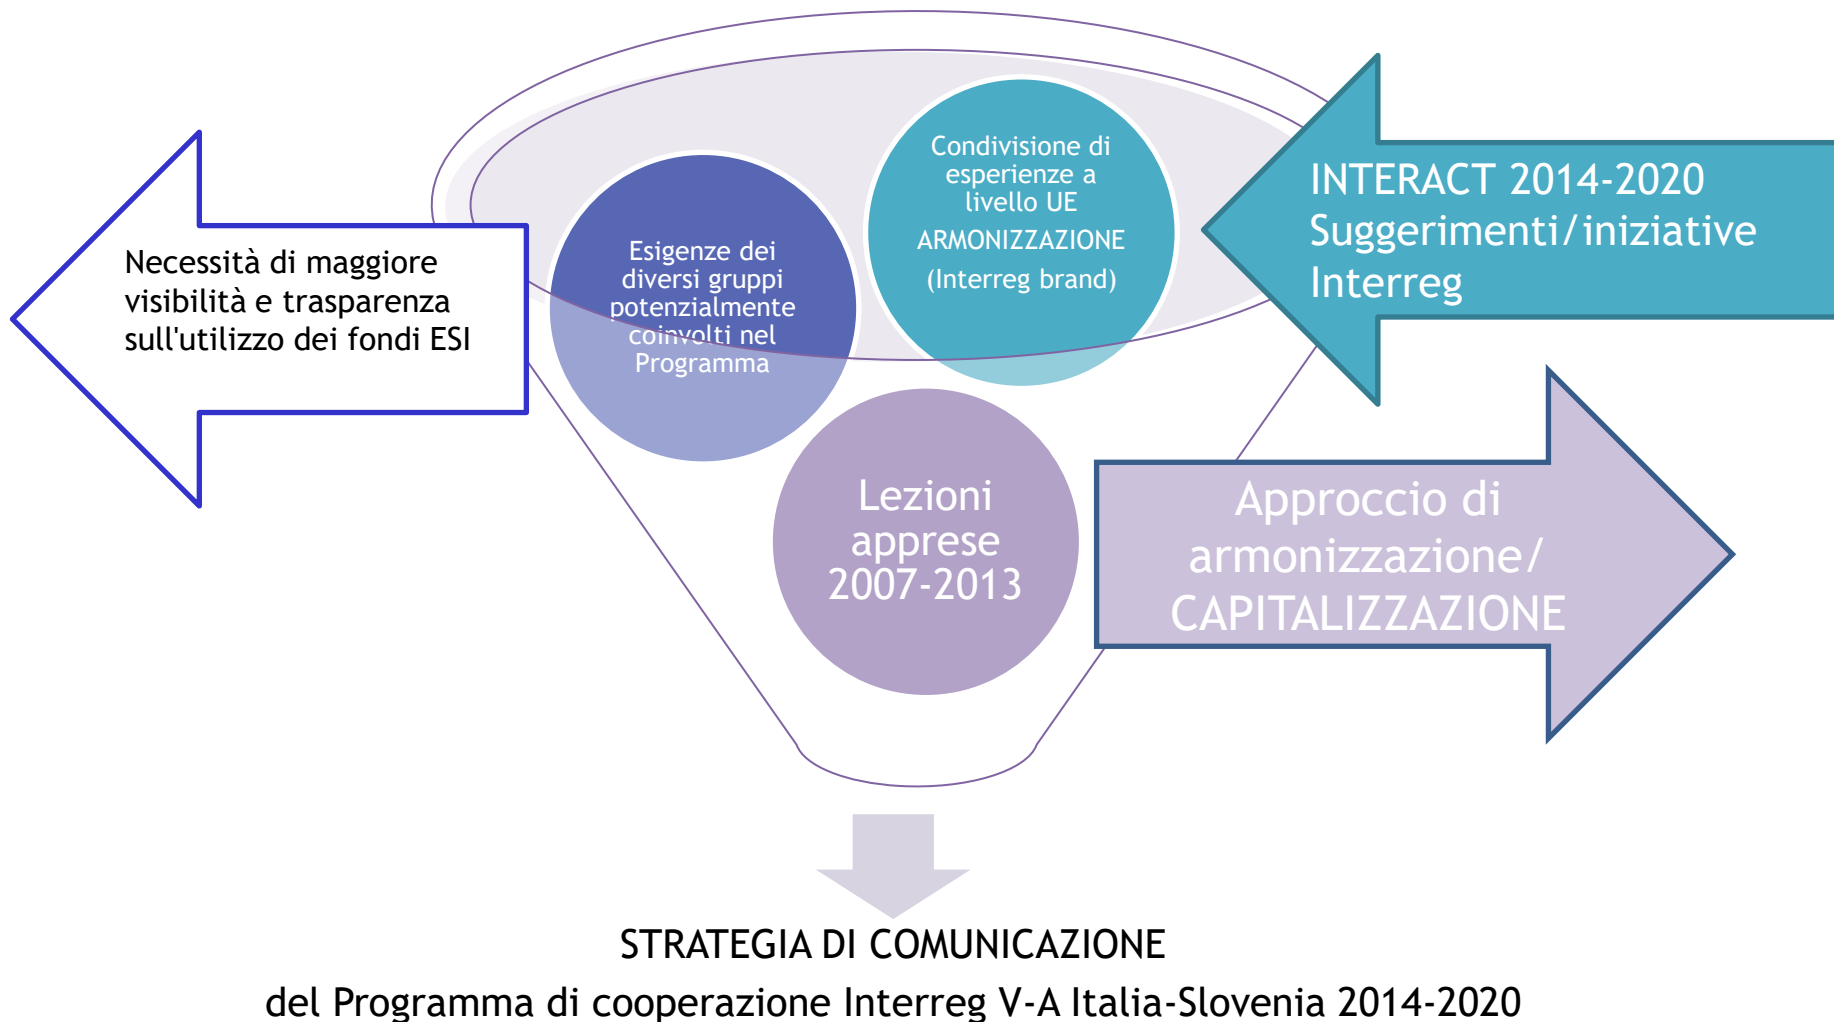 Necessità di maggiore
visibilità e trasparenza
sull'utilizzo dei fondi ESI
Esigenze dei
diversi gruppi
potenzialmente
coinvolti nel
Programma
Condivisione di
esperienze a
livello UE
ARMONIZZAZIONE
(Interreg brand)
INTERACT 2014-2020
Suggerimenti/iniziative
Interreg
Lezioni
apprese
2007-2013
Approccio di
armonizzazione/
CAPITALIZZAZIONE
STRATEGIA DI COMUNICAZIONE
del Programma di cooperazione Interreg V-A Italia-Slovenia 2014-2020